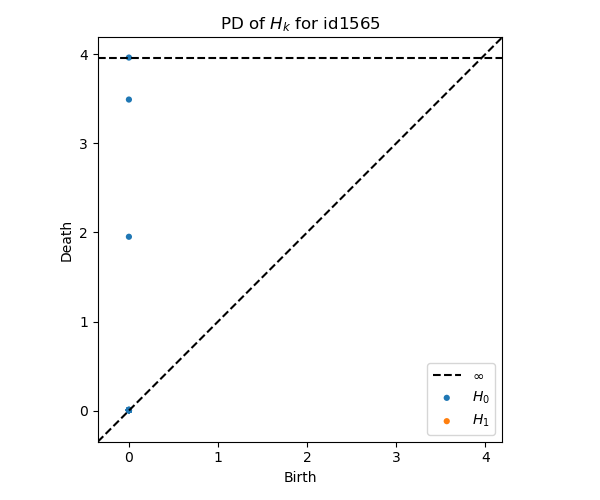 PD of $H_k$ for id1565
Death
4
3
2
1
0
0 1 2 3 4
Birth
∞
$H_0$
$H_1$